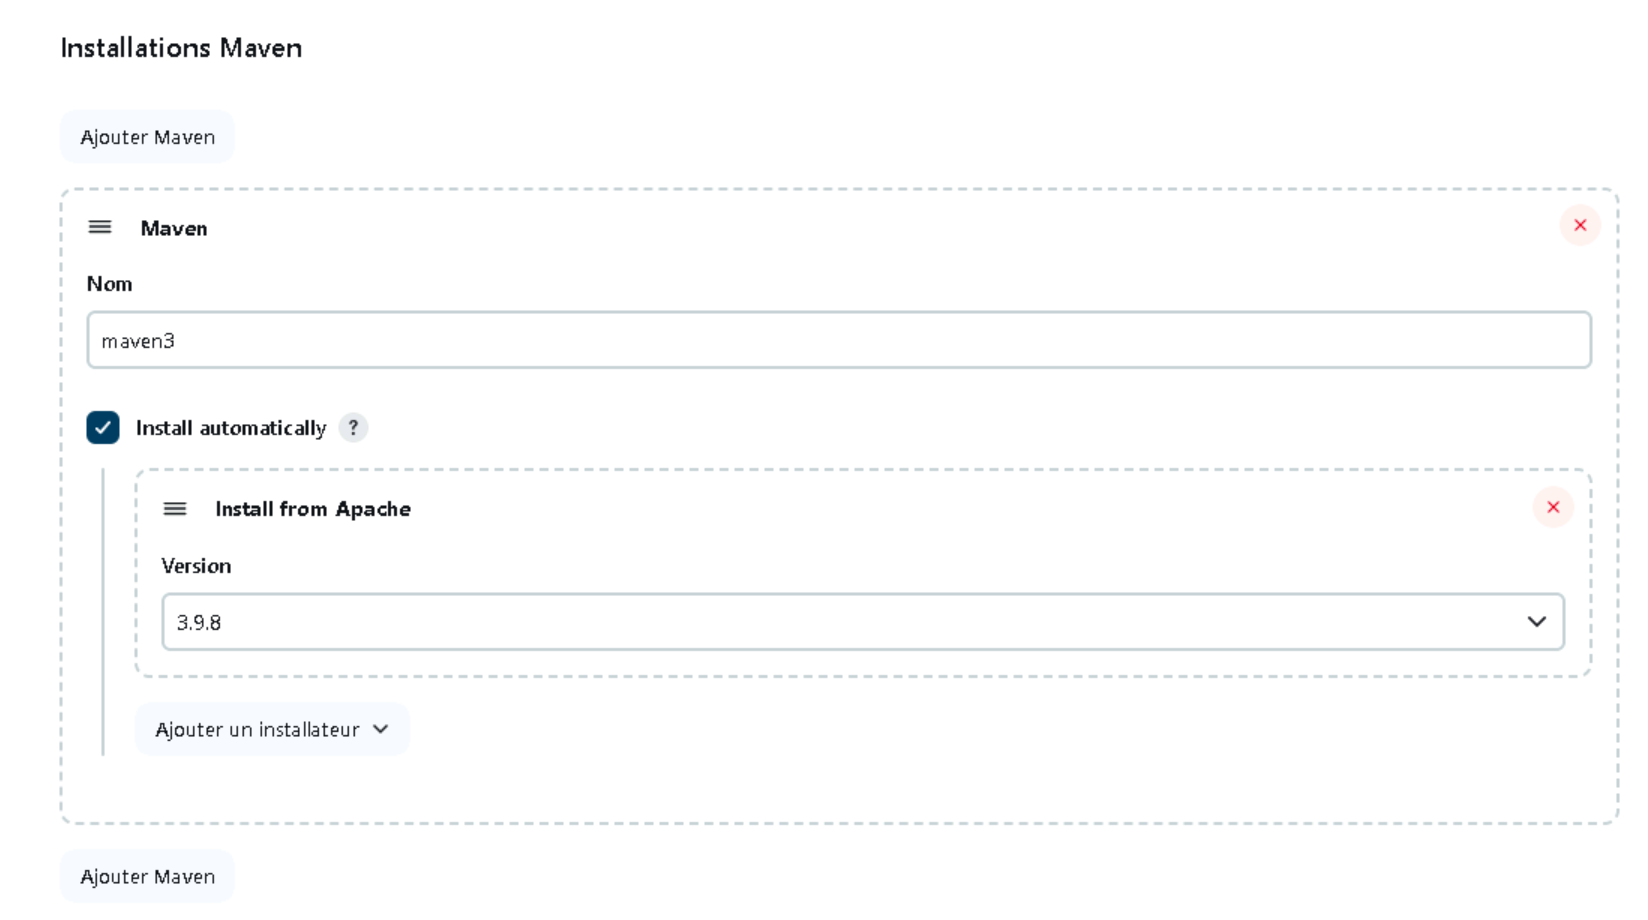 Installations Maven
Ajouter Maven
Maven
Nom
maven3
Install automatically ?
Install from Apache
Version
3.9.8
Ajouter un installateur
Ajouter Maven